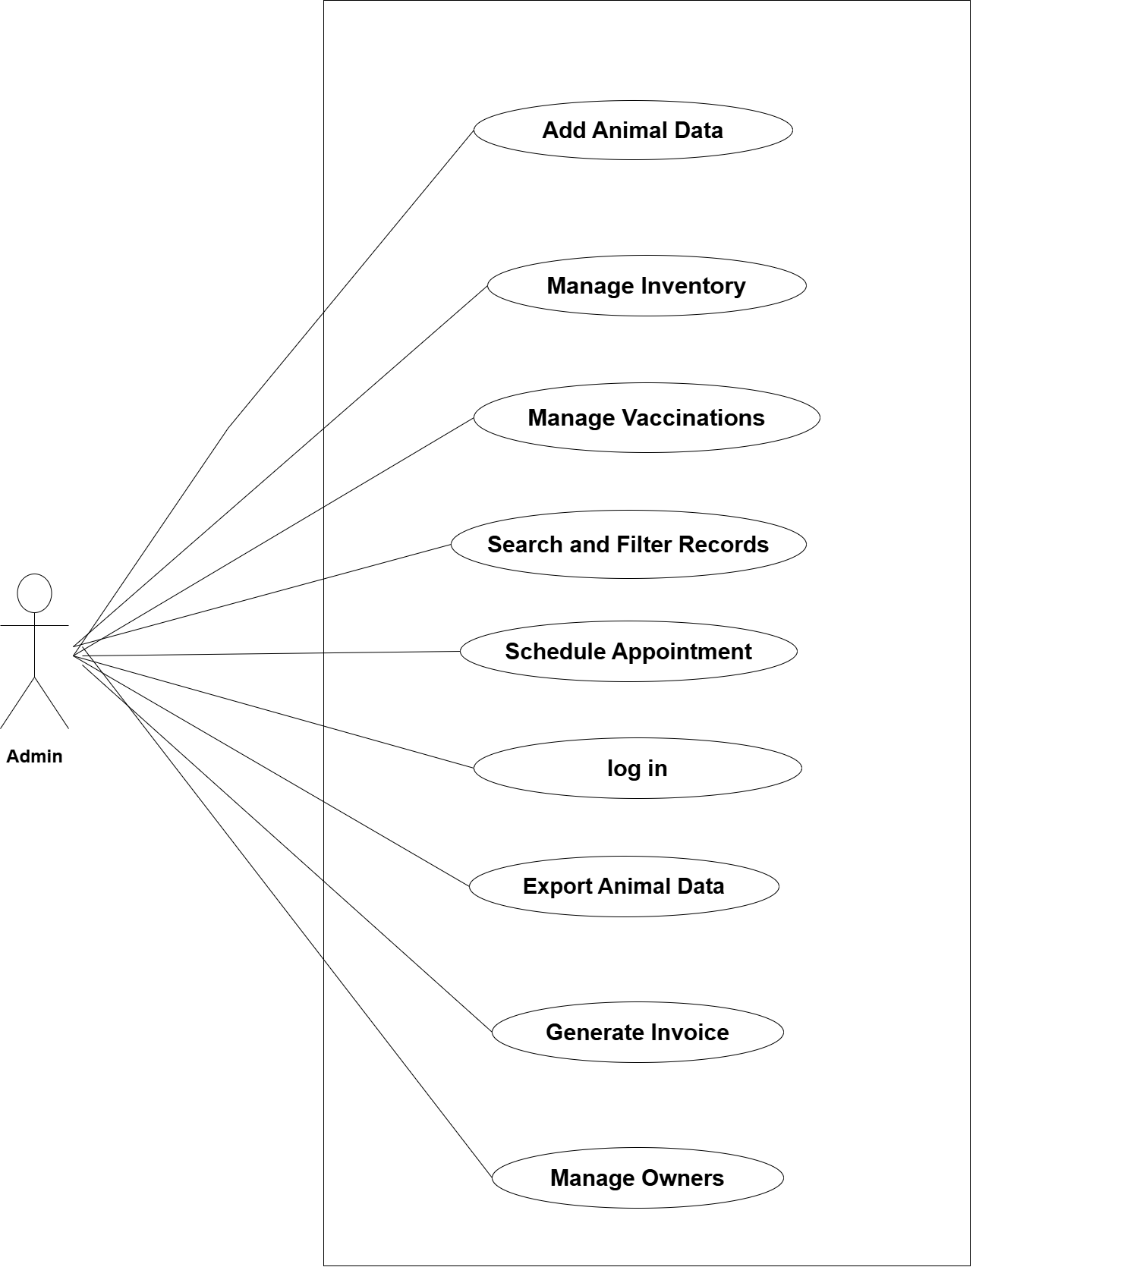 Add Animal Data
Manage Inventory
Manage Vaccinations
Search and Filter Records
Schedule Appointment
log in
Export Animal Data
Generate Invoice
Manage Owners
Admin